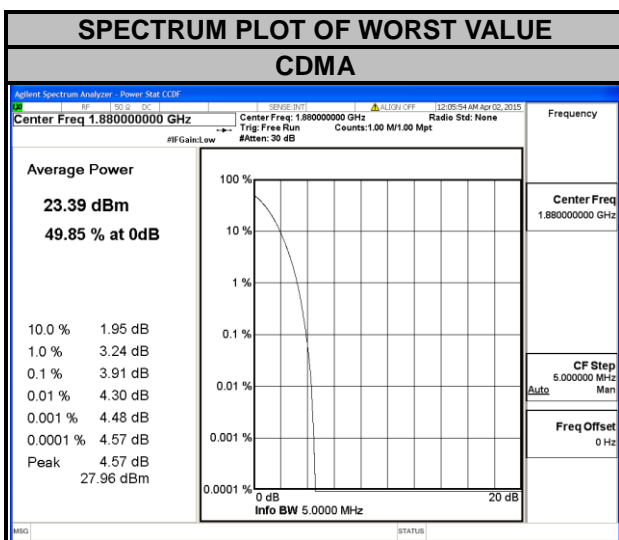 SPECTRUM PLOT OF WORST VALUE
CDMA
Agilent Spectrum Analyzer - Power Stat CCDF
RF 50 Ω DC SENSE:INT ALIGN OFF 12:05:54 AM Apr 02, 2015
Center Freq 1.880000000 GHz
Center Freq: 1.880000000 GHz Radio Std: None
Trig: Free Run Counts:1.00 M/1.00 Mpt
#IFGain:Low #Atten: 30 dB
Frequency
Average Power
23.39 dBm
49.85 % at 0dB
10.0 % 1.95 dB
1.0 % 3.24 dB
0.1 % 3.91 dB
0.01 % 4.30 dB
0.001 % 4.48 dB
0.0001 % 4.57 dB
Peak 4.57 dB
27.96 dBm
100 %
10 %
1 %
0.1 %
0.01 %
0.001 %
0.0001 %
0 dB 20 dB
Info BW 5.0000 MHz
Center Freq
1.880000000 GHz
CF Step
5.000000 MHz
Auto Man
Freq Offset
0 Hz
MSG STATUS